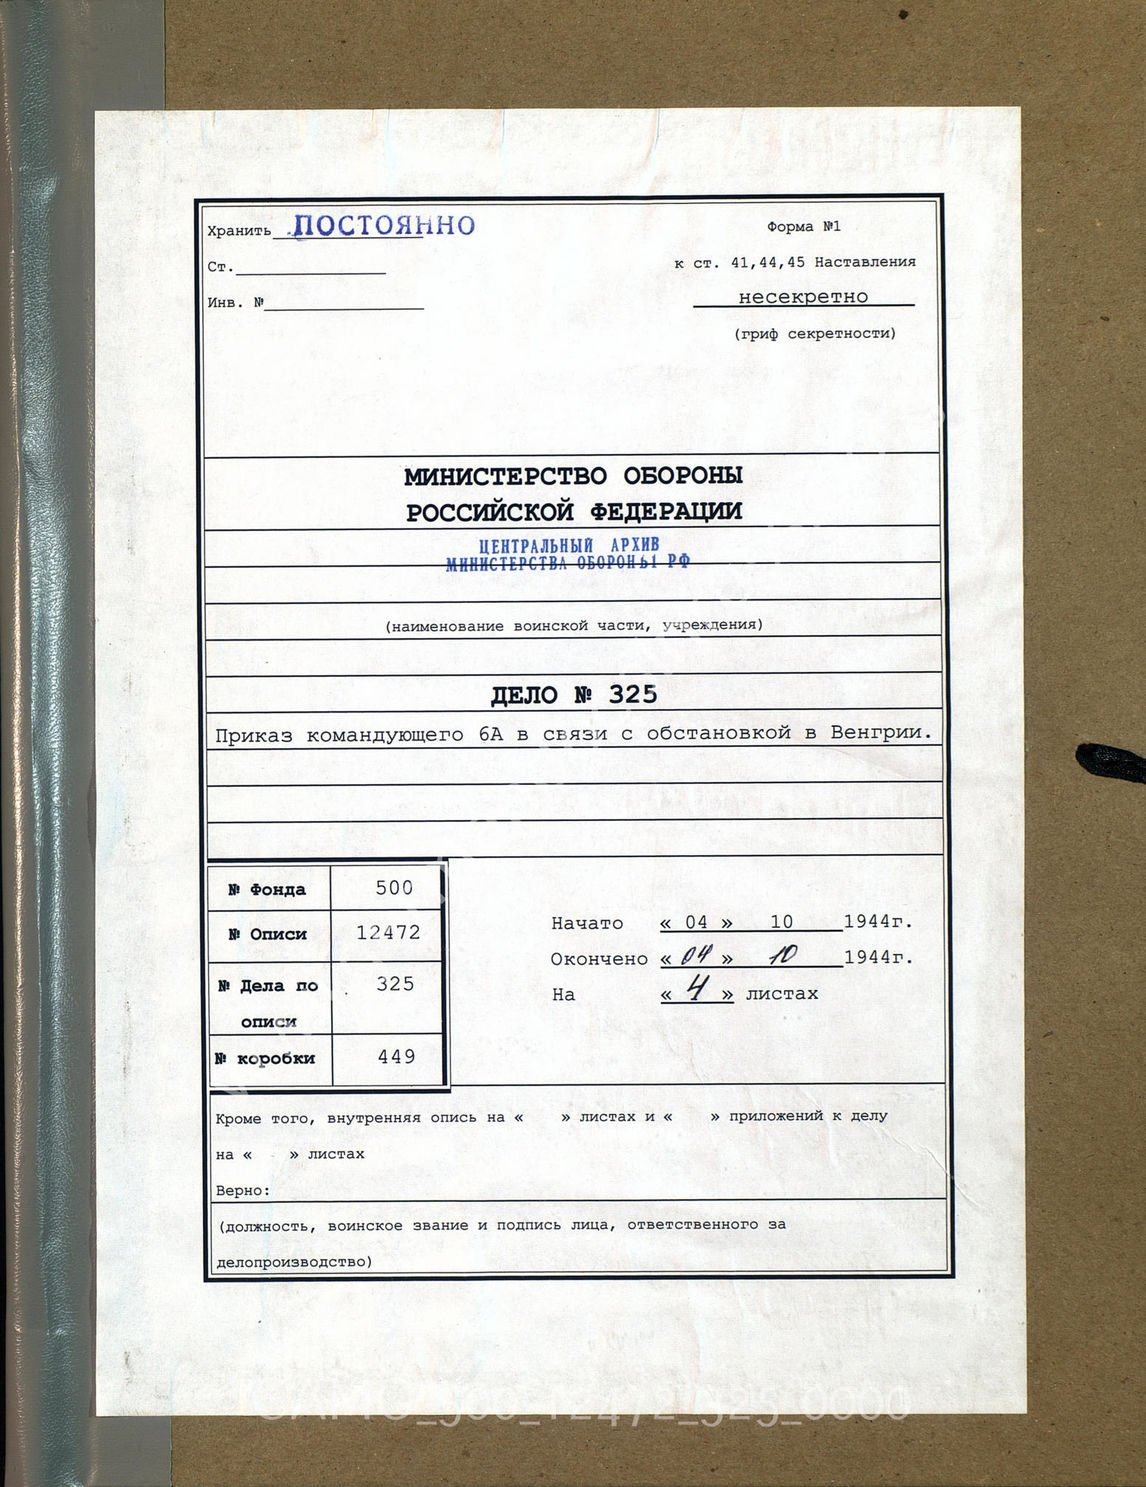 Хранить ПОСТОЯННО
Форма №1
Ст.
к ст. 41,44,45 Наставления
Инв. №
несекретно
(гриф секретности)
МИНИСТЕРСТВО ОБОРОНЫ
РОССИЙСКОЙ ФЕДЕРАЦИИ
ЦЕНТРАЛЬНЫЙ АРХИВ
МИНИСТЕРСТВА ОБОРОНЫ РФ
(наименование воинской части, учреждения)
ДЕЛО № 325
Приказ командующего 6А в связи с обстановкой в Венгрии.
№ Фонда 500
№ Описи 12472
№ Дела по описи 325
№ коробки 449
Начато « 04 » 10 1944г.
Окончено « 04 » 10 1944г.
На « 4 » листах
Кроме того, внутренняя опись на « » листах и « » приложений к делу
на « » листах
Верно:
(должность, воинское звание и подпись лица, ответственного за
делопроизводство)